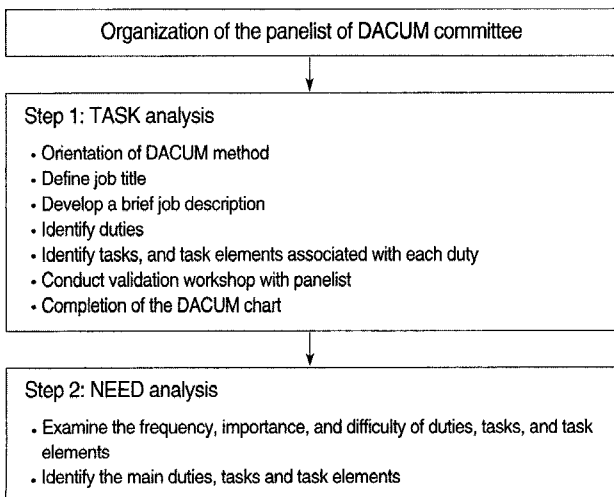 Organization of the panelist of DACUM committee
Step 1: TASK analysis
• Orientation of DACUM method
• Define job title
• Develop a brief job description
• Identify duties
• Identify tasks, and task elements associated with each duty
• Conduct validation workshop with panelist
• Completion of the DACUM chart
Step 2: NEED analysis
• Examine the frequency, importance, and difficulty of duties, tasks, and task
elements
• Identify the main duties, tasks and task elements